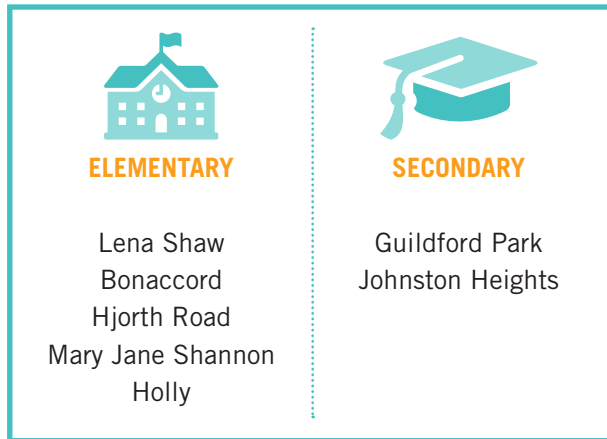 ELEMENTARY
Lena Shaw
Bonaccord
Hjorth Road
Mary Jane Shannon
Holly
SECONDARY
Guildford Park
Johnston Heights